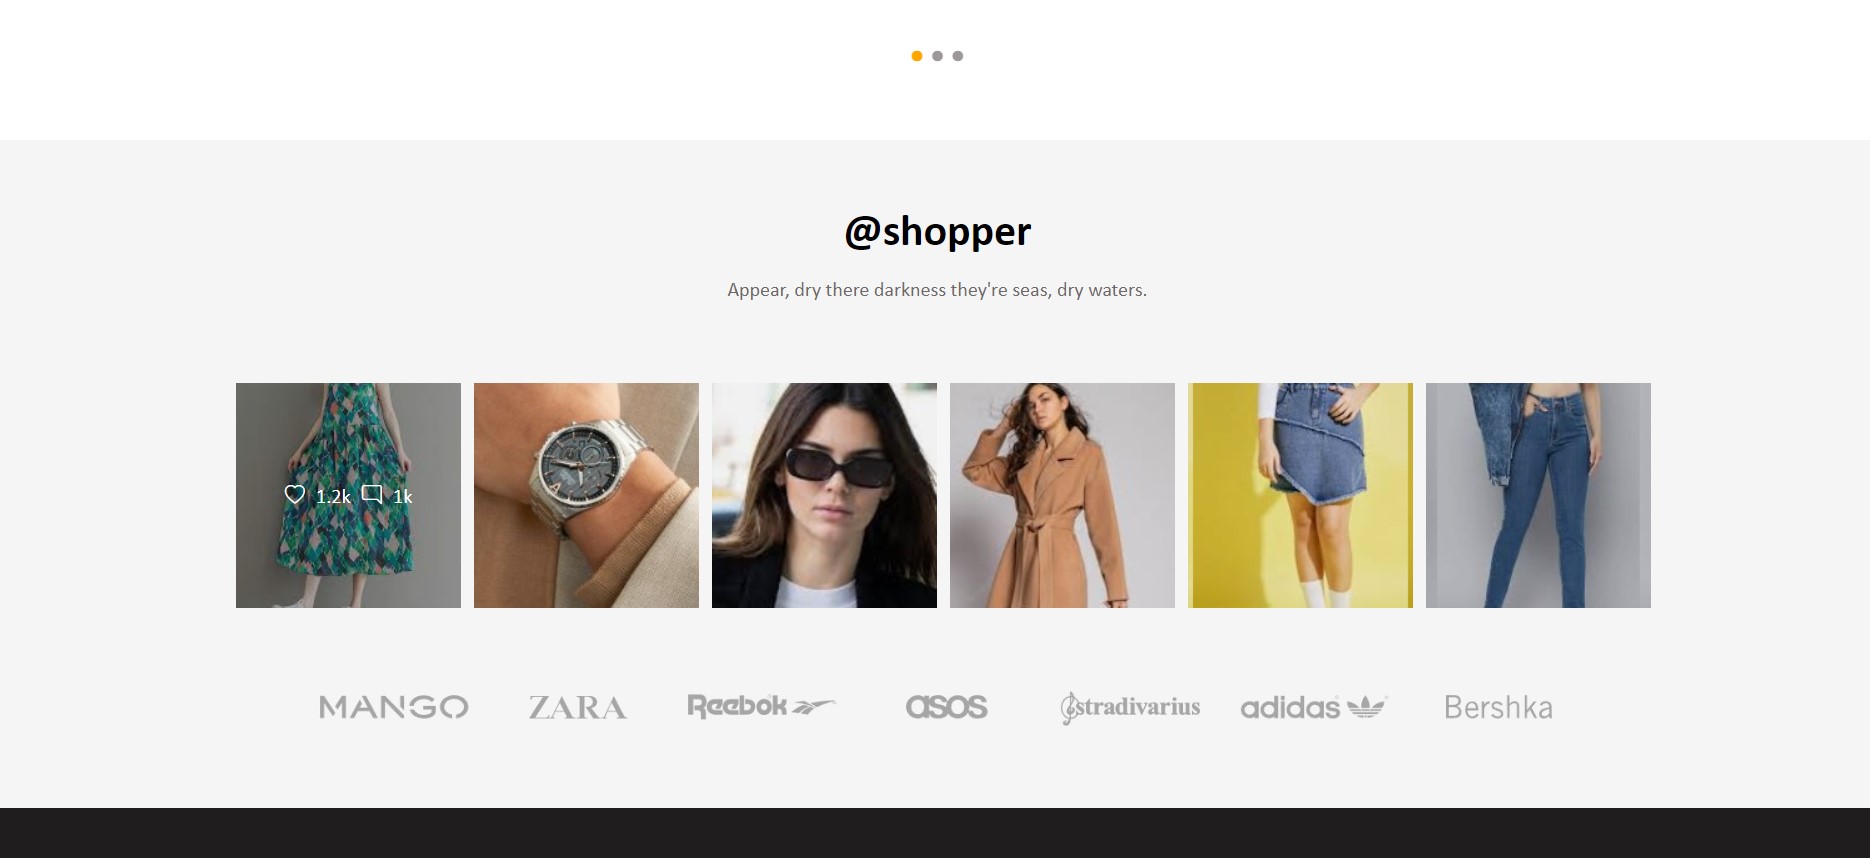 @shopper
Appear, dry there darkness they're seas, dry waters.
1.2k 1k
MANGO ZARA Reebok asos stradivarius adidas Bershka